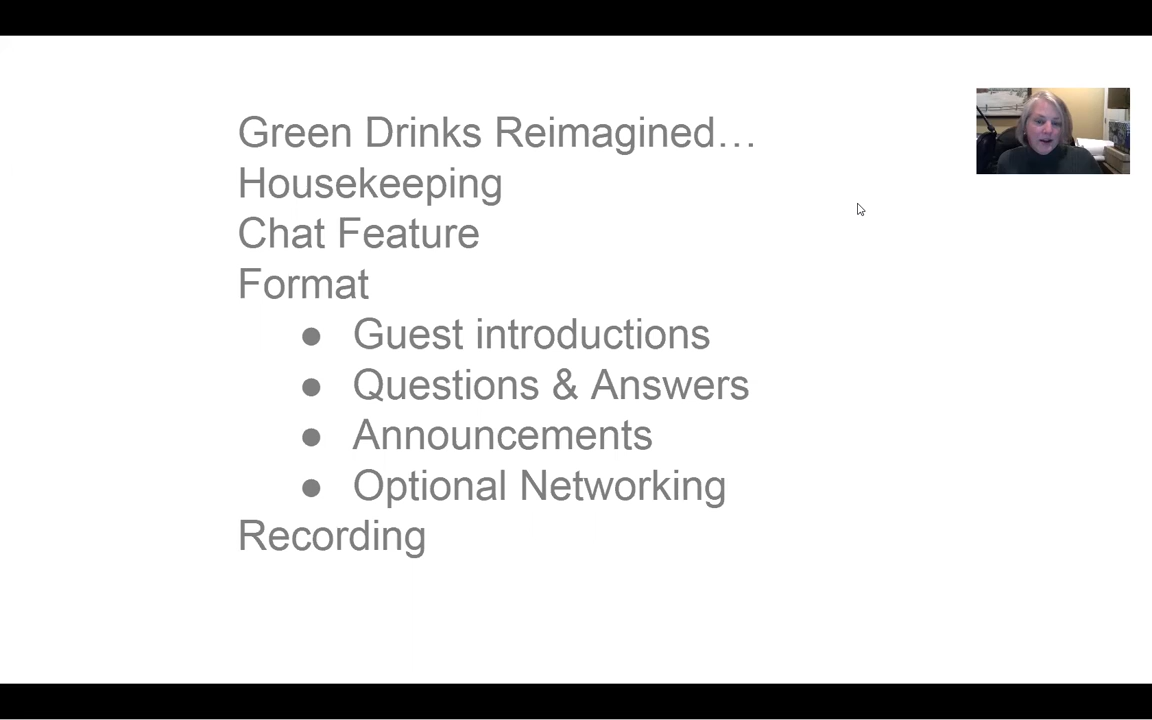 Green Drinks Reimagined…
Housekeeping
Chat Feature
Format
● Guest introductions
● Questions & Answers
● Announcements
● Optional Networking
Recording